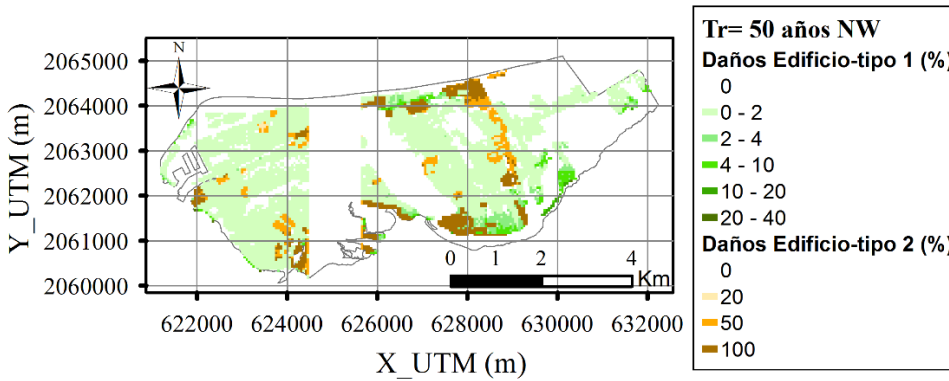 N
Y_UTM (m)
2065000
2064000
2063000
2062000
2061000
2060000
0 2 4
Km
622000 624000 626000 628000 630000 632000
X_UTM (m)
Tr= 50 años NW
Daños Edificio-tipo 1 (%)
0
0 - 2
2 - 4
4 - 10
10 - 20
20 - 40
Daños Edificio-tipo 2 (%)
0
20
50
100